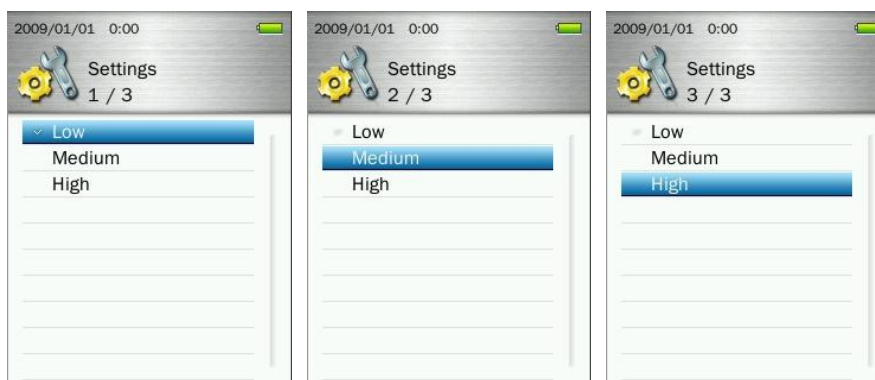 2009/01/01 0:00
Settings
1 / 3
Low
Medium
High
2009/01/01 0:00
Settings
2 / 3
Low
Medium
High
2009/01/01 0:00
Settings
3 / 3
Low
Medium
High